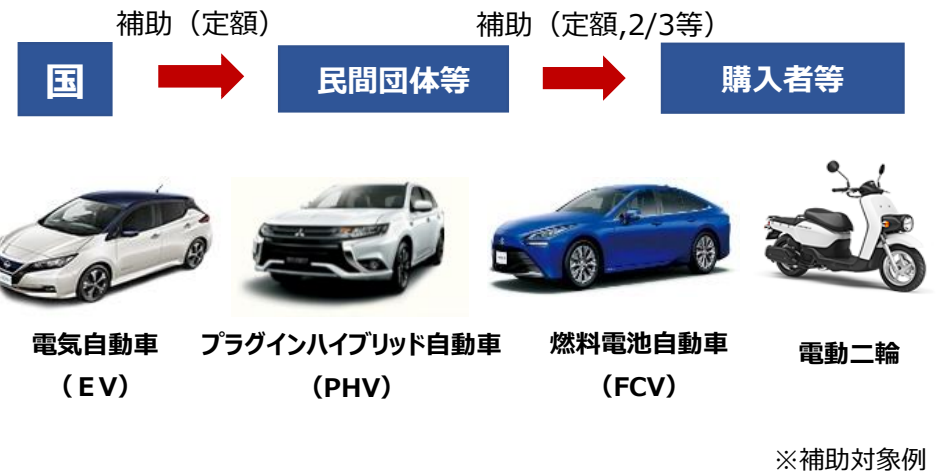 補助（定額）
補助（定額,2/3等）
国
民間団体等
購入者等
電気自動車
（ＥV）
プラグインハイブリッド自動車
（PHV）
燃料電池自動車
（FCV）
電動二輪
※補助対象例